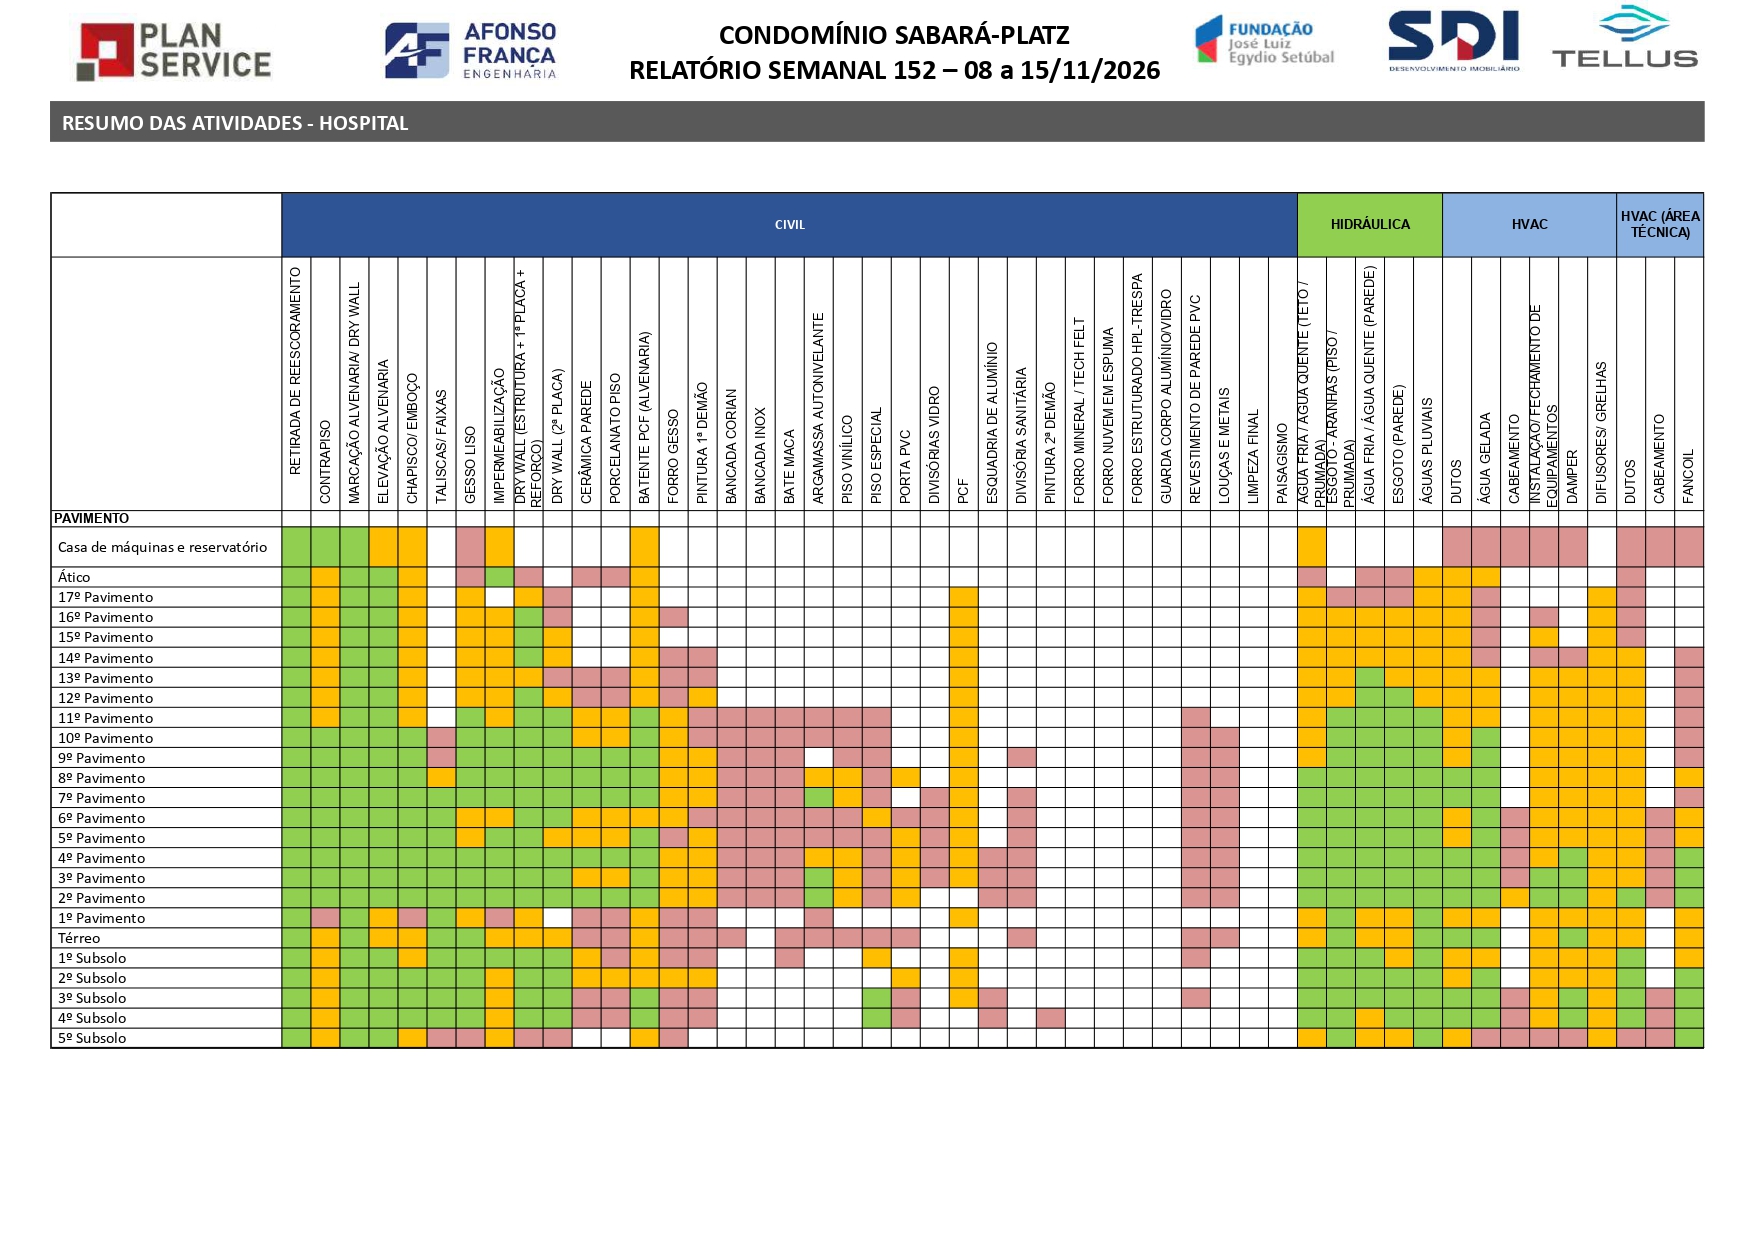 PLAN
SERVICE
AF
AFONSO
FRANÇA
ENGENHARIA
CONDOMÍNIO SABARÁ-PLATZ
RELATÓRIO SEMANAL 152 – 08 a 15/11/2026
FUNDAÇÃO
José Luiz
Egydio Setúbal
SDI
DESENVOLVIMENTO IMOBILIÁRIO
TELLUS
RESUMO DAS ATIVIDADES - HOSPITAL
CIVIL
HIDRÁULICA
HVAC
HVAC (ÁREA
TÉCNICA)
RETIRADA DE REESCORAMENTO
CONTRAPISO
MARCAÇÃO ALVENARIA/ DRY WALL
ELEVAÇÃO ALVENARIA
CHAPISCO/ EMBOÇO
TALISCAS/ FAIXAS
GESSO LISO
IMPERMEABILIZAÇÃO
DRY WALL (ESTRUTURA + 1ª PLACA +
REFORÇO)
DRY WALL (2ª PLACA)
CERÂMICA PAREDE
PORCELANATO PISO
BATENTE PCF (ALVENARIA)
FORRO GESSO
PINTURA 1ª DEMÃO
BANCADA CORIAN
BANCADA INOX
BATE MACA
ARGAMASSA AUTONIVELANTE
PISO VINÍLICO
PISO ESPECIAL
PORTA PVC
DIVISÓRIAS VIDRO
PCF
ESQUADRIA DE ALUMÍNIO
DIVISÓRIA SANITÁRIA
PINTURA 2ª DEMÃO
FORRO MINERAL / TECH FELT
FORRO NUVEM EM ESPUMA
FORRO ESTRUTURADO HPL-TRESPA
GUARDA CORPO ALUMÍNIO/VIDRO
REVESTIMENTO DE PAREDE PVC
LOUÇAS E METAIS
LIMPEZA FINAL
PAISAGISMO
ÁGUA FRIA / ÁGUA QUENTE (TETO /
PRUMADA)
ESGOTO - ARANHAS (PISO /
PRUMADA)
ÁGUA FRIA / ÁGUA QUENTE (PAREDE)
ESGOTO (PAREDE)
ÁGUAS PLUVIAIS
DUTOS
ÁGUA GELADA
CABEAMENTO
INSTALAÇÃO/ FECHAMENTO DE
EQUIPAMENTOS
DAMPER
DIFUSORES/ GRELHAS
DUTOS
CABEAMENTO
FANCOIL
PAVIMENTO
Casa de máquinas e reservatório
Ático
17º Pavimento
16º Pavimento
15º Pavimento
14º Pavimento
13º Pavimento
12º Pavimento
11º Pavimento
10º Pavimento
9º Pavimento
8º Pavimento
7º Pavimento
6º Pavimento
5º Pavimento
4º Pavimento
3º Pavimento
2º Pavimento
1º Pavimento
Térreo
1º Subsolo
2º Subsolo
3º Subsolo
4º Subsolo
5º Subsolo